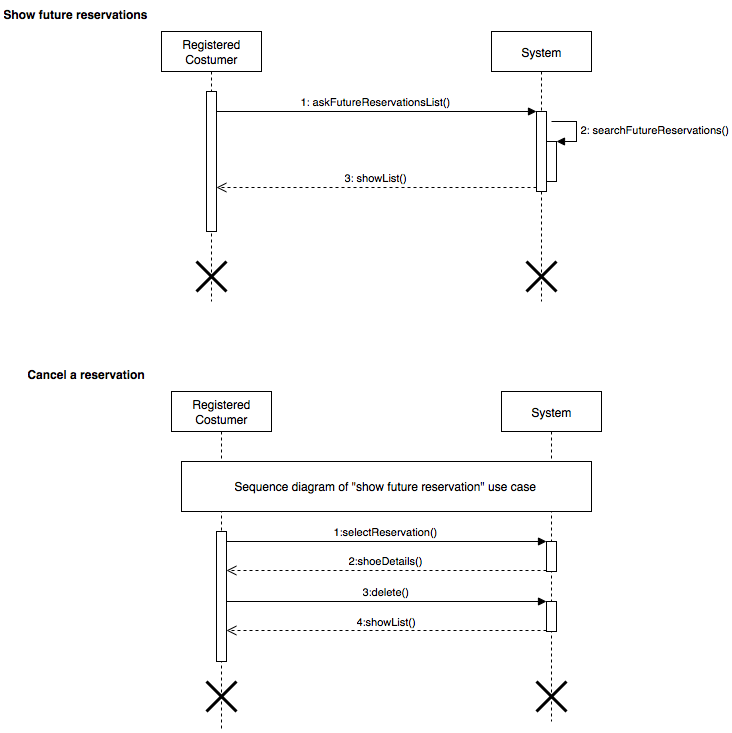 Show future reservations
Registered
Costumer
System
1: askFutureReservationsList()
2: searchFutureReservations()
3: showList()
Cancel a reservation
Registered
Costumer
System
Sequence diagram of "show future reservation" use case
1:selectReservation()
2:shoeDetails()
3:delete()
4:showList()